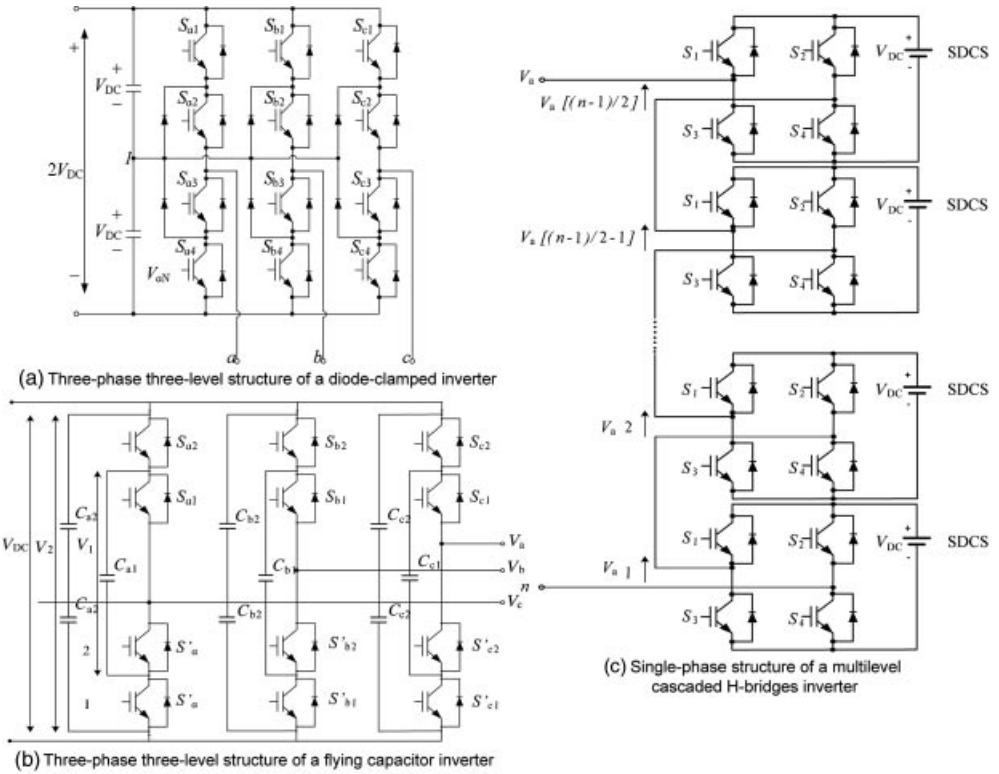 S_a1 S_b1 S_c1
+
+
V_DC
−
S_a2 S_b2 S_c2
I
2V_DC
S_a3 S_b3 S_c3
+
V_DC
−
S_a4 S_b4 S_c4
−
V_aN
a b c
(a) Three-phase three-level structure of a diode-clamped inverter
S_a2 S_b2 S_c2
S_a1 S_b1 S_c1
C_a2 C_b2 C_c2
V_DC V_2 V_1
V_a
C_a1 C_b C_c1
V_b
C_a2 C_b2 C_c2
V_c
2 S'_a S'_b2 S'_c2
1 S'_a S'_b1 S'_c1
(b) Three-phase three-level structure of a flying capacitor inverter
S_1 S_2 V_DC + - SDCS
V_a
V_a [(n-1)/2]
S_3 S_4
S_1 S_2 V_DC + - SDCS
V_a [(n-1)/2-1]
S_3 S_4
S_1 S_2 V_DC + - SDCS
V_a 2
S_3 S_4
S_1 S_2 V_DC + - SDCS
V_a 1
n
S_3 S_4
(c) Single-phase structure of a multilevel
cascaded H-bridges inverter